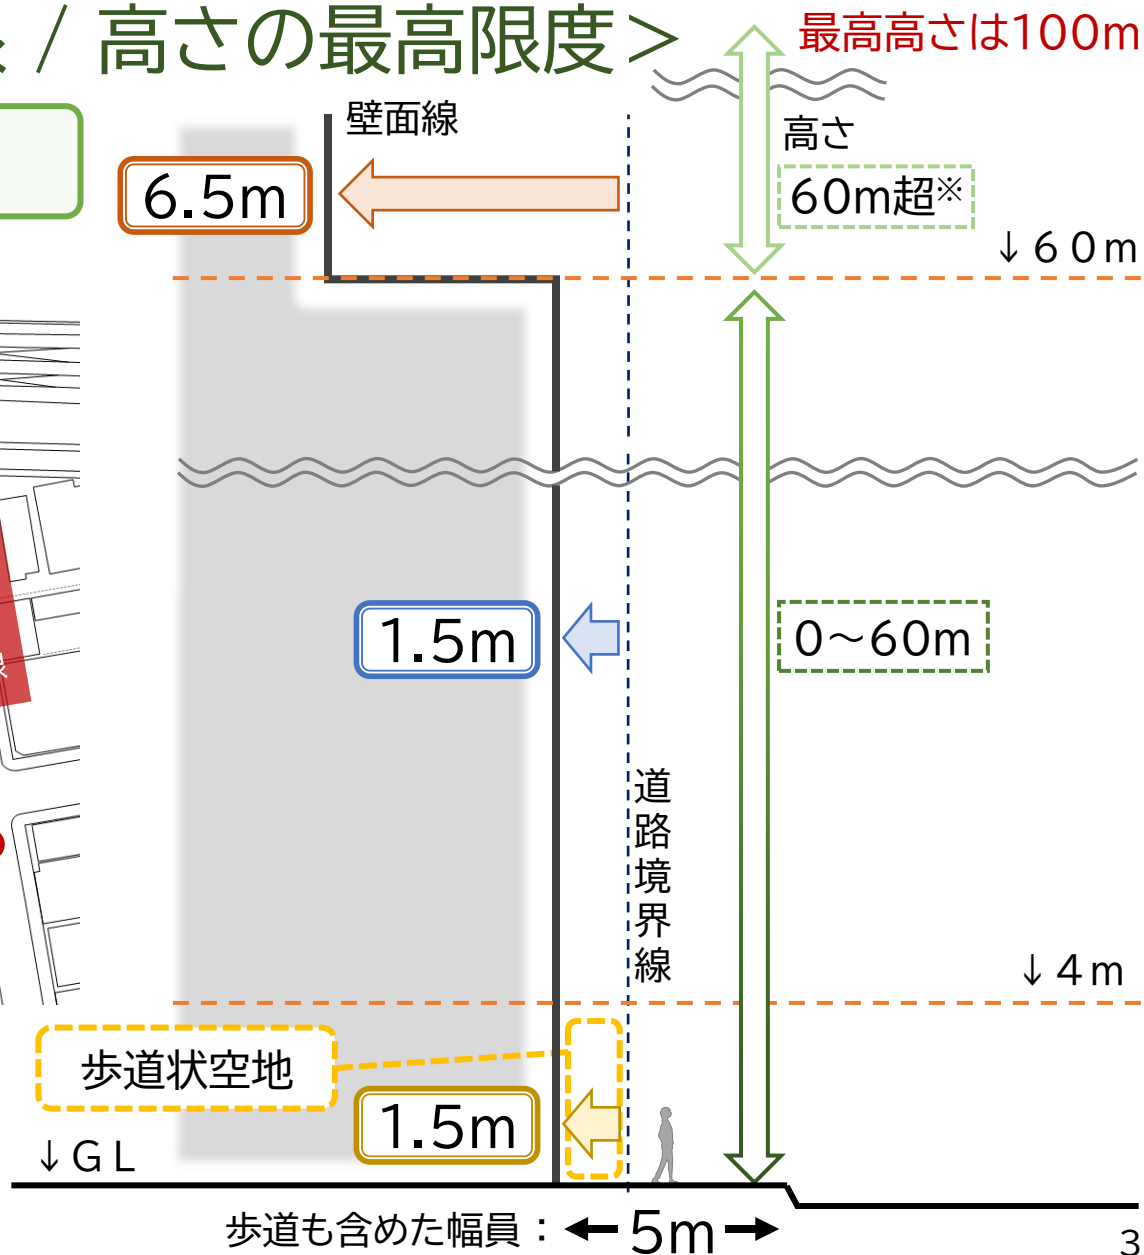 / 高さの最高限度＞
最高高さは100m
壁面線
高さ
6.5m
60m超※
↓60m
1.5m
0～60m
道路境界線
↓4m
歩道状空地
1.5m
↓GL
歩道も含めた幅員：
5m
3